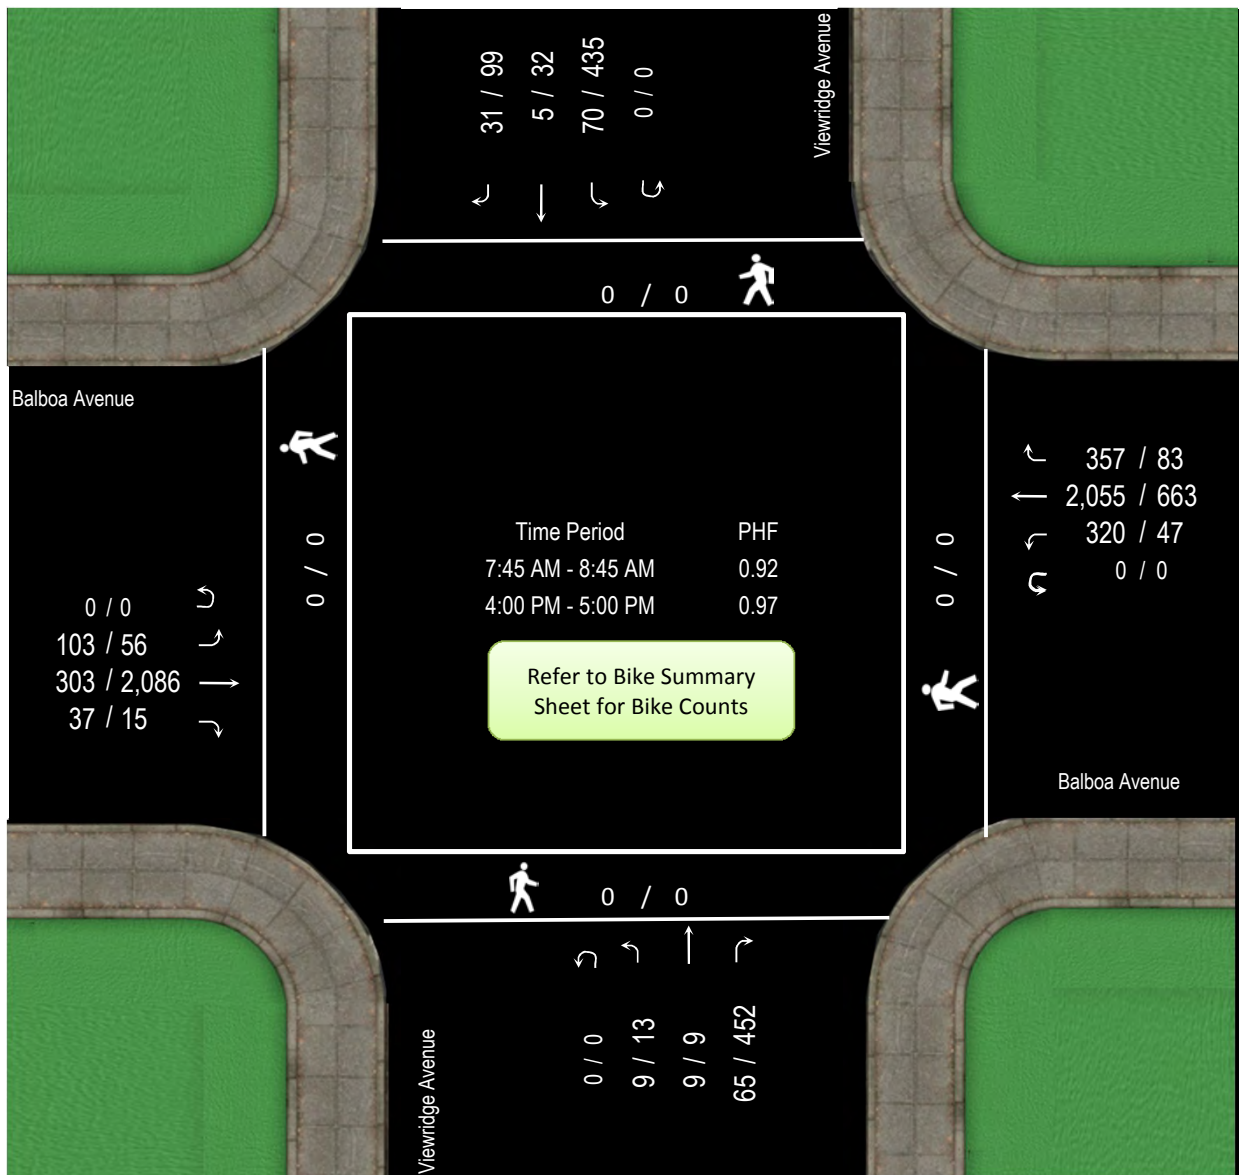 31 / 99
5 / 32
70 / 435
0 / 0
Viewridge Avenue
0 / 0
Balboa Avenue
0 / 0
0 / 0
103 / 56
303 / 2,086
37 / 15
Time Period PHF
7:45 AM - 8:45 AM 0.92
4:00 PM - 5:00 PM 0.97
Refer to Bike Summary
Sheet for Bike Counts
0 / 0
357 / 83
2,055 / 663
320 / 47
0 / 0
Balboa Avenue
0 / 0
Viewridge Avenue
0 / 0
9 / 13
9 / 9
65 / 452